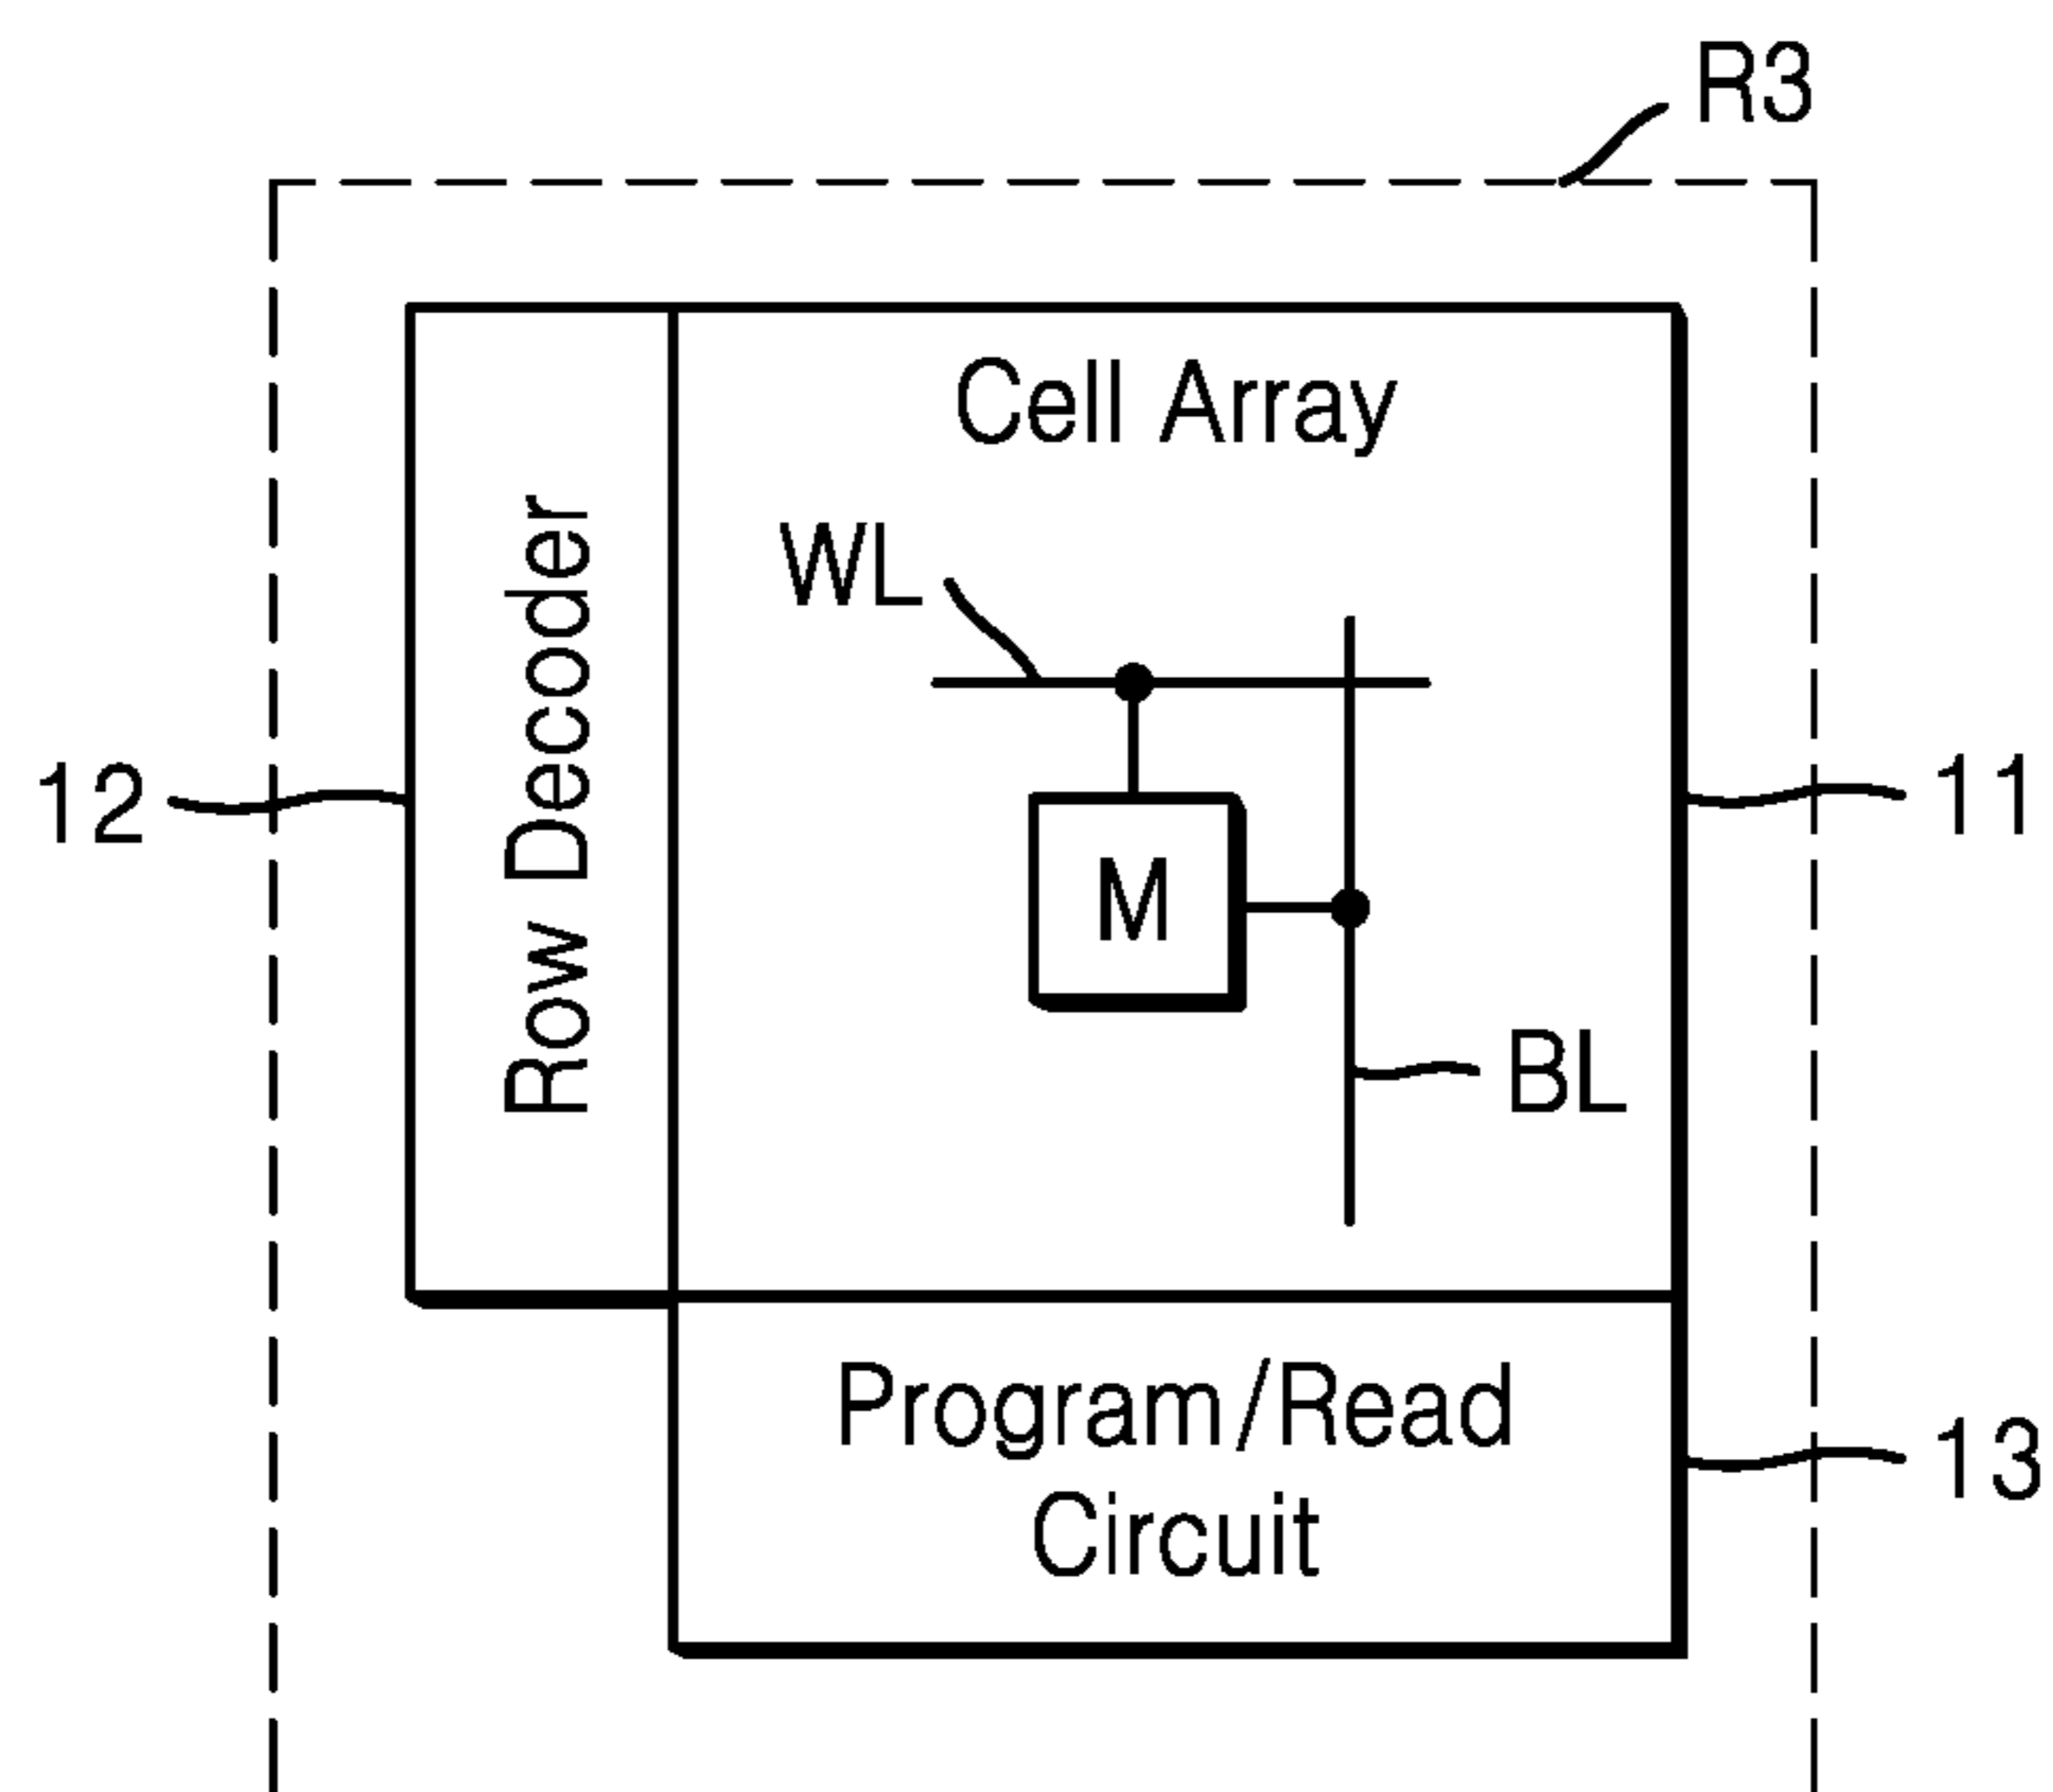 R3
Cell Array
WL
Row Decoder
12
11
M
BL
Program/Read
Circuit
13